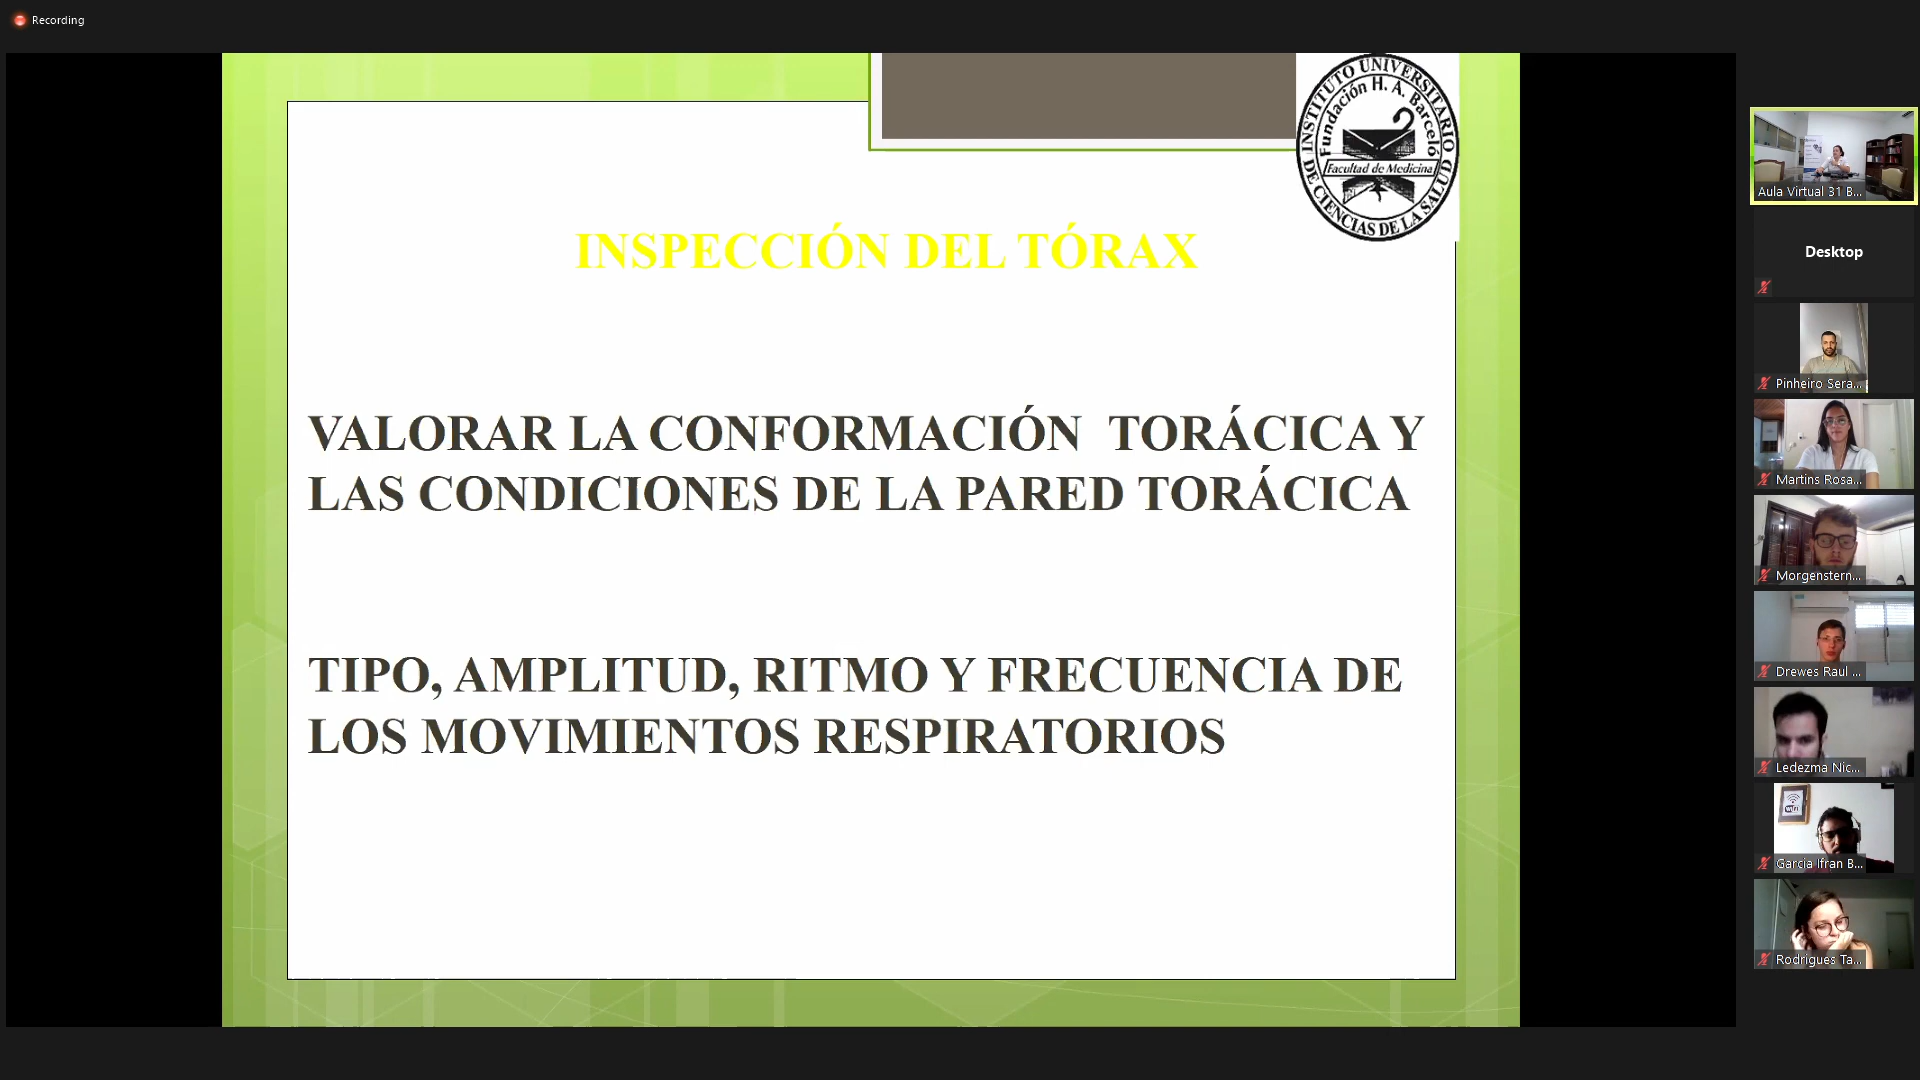 Recording
INSTITUTO UNIVERSITARIO
DE CIENCIAS DE LA SALUD
Fundación H. A. Barceló
Facultad de Medicina
INSPECCIÓN DEL TÓRAX
VALORAR LA CONFORMACIÓN TORÁCICA Y
LAS CONDICIONES DE LA PARED TORÁCICA
TIPO, AMPLITUD, RITMO Y FRECUENCIA DE
LOS MOVIMIENTOS RESPIRATORIOS
Aula Virtual 31 B...
Desktop
Pinheiro Sera...
Martins Rosa...
Morgenstern...
Drewes Raul ...
Ledezma Nic...
Garcia Ifran B...
Rodrigues Ta...